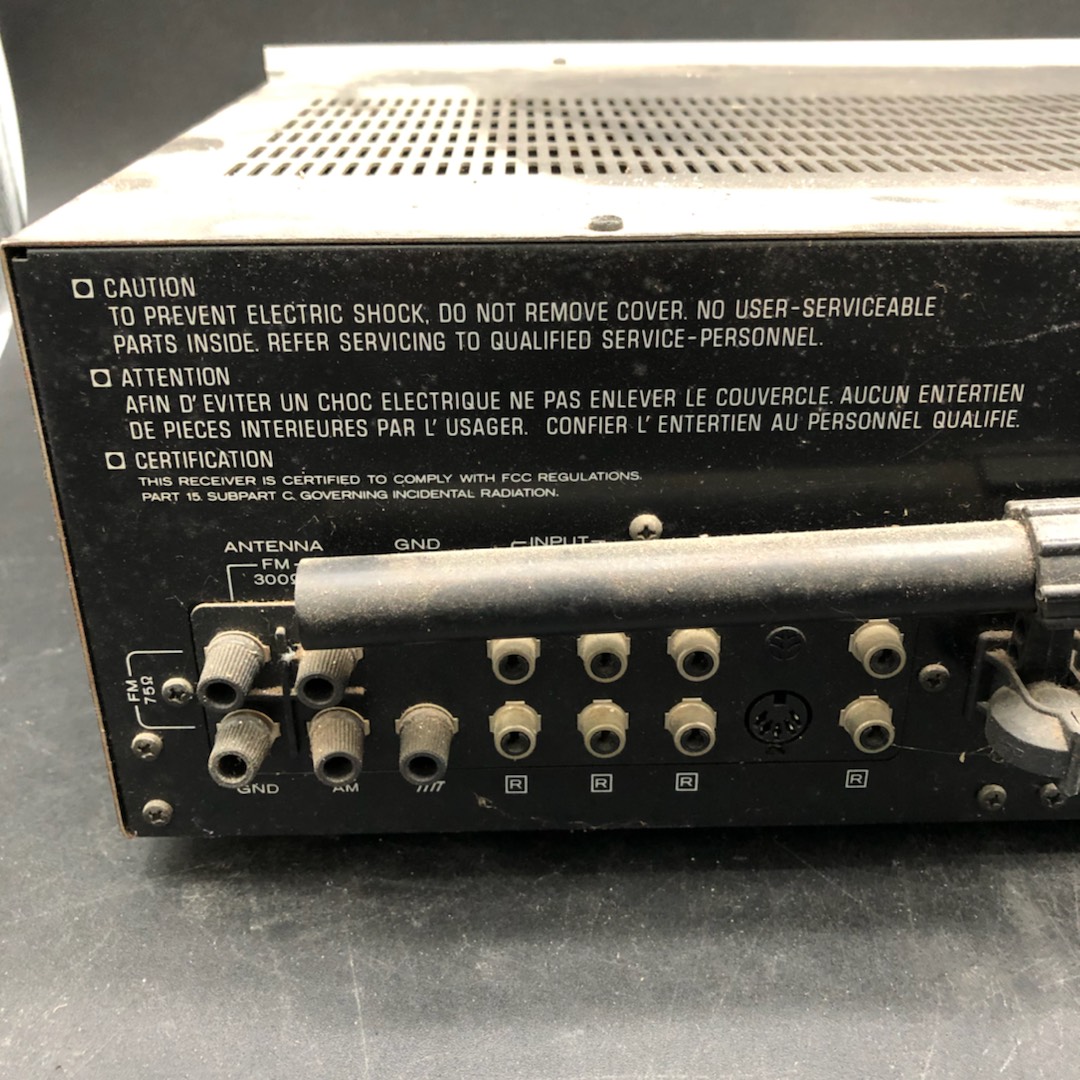 CAUTION
TO PREVENT ELECTRIC SHOCK, DO NOT REMOVE COVER. NO USER-SERVICEABLE
PARTS INSIDE. REFER SERVICING TO QUALIFIED SERVICE-PERSONNEL.
ATTENTION
AFIN D'EVITER UN CHOC ELECTRIQUE NE PAS ENLEVER LE COUVERCLE. AUCUN ENTERTIEN
DE PIECES INTERIEURES PAR L'USAGER. CONFIER L'ENTERTIEN AU PERSONNEL QUALIFIE.
CERTIFICATION
THIS RECEIVER IS CERTIFIED TO COMPLY WITH FCC REGULATIONS.
PART 15. SUBPART C. GOVERNING INCIDENTAL RADIATION.
ANTENNA GND INPUT
FM
300Ω
FM
75Ω
GND AM
R R R R